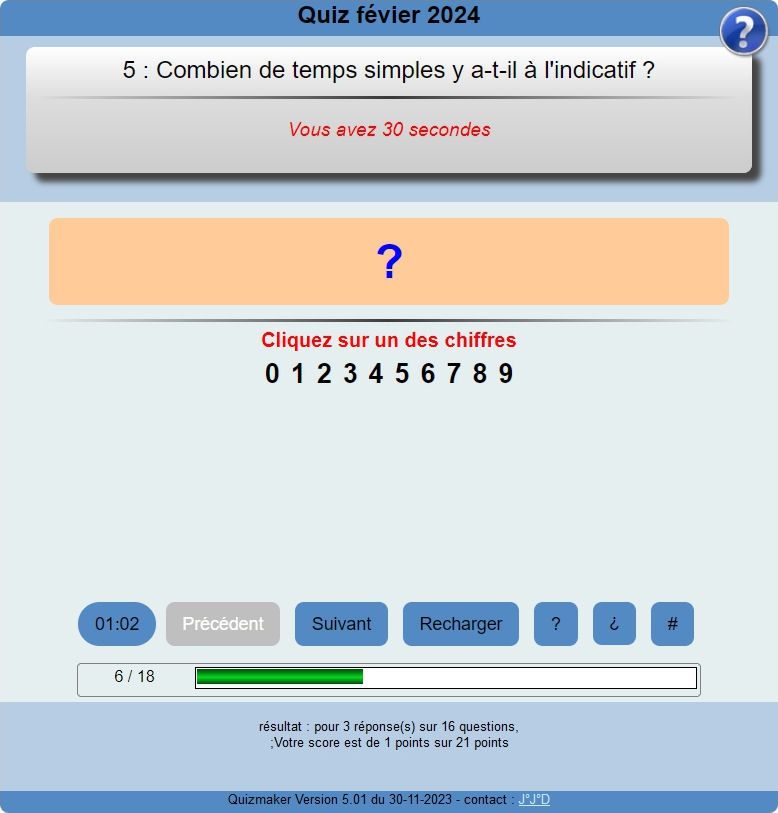 Quiz févier 2024
?
5 : Combien de temps simples y a-t-il à l'indicatif ?
Vous avez 30 secondes
?
Cliquez sur un des chiffres
0 1 2 3 4 5 6 7 8 9
01:02 Précédent Suivant Recharger ? ¿ #
6 / 18
résultat : pour 3 réponse(s) sur 16 questions,
;Votre score est de 1 points sur 21 points
Quizmaker Version 5.01 du 30-11-2023 - contact : J°J°D